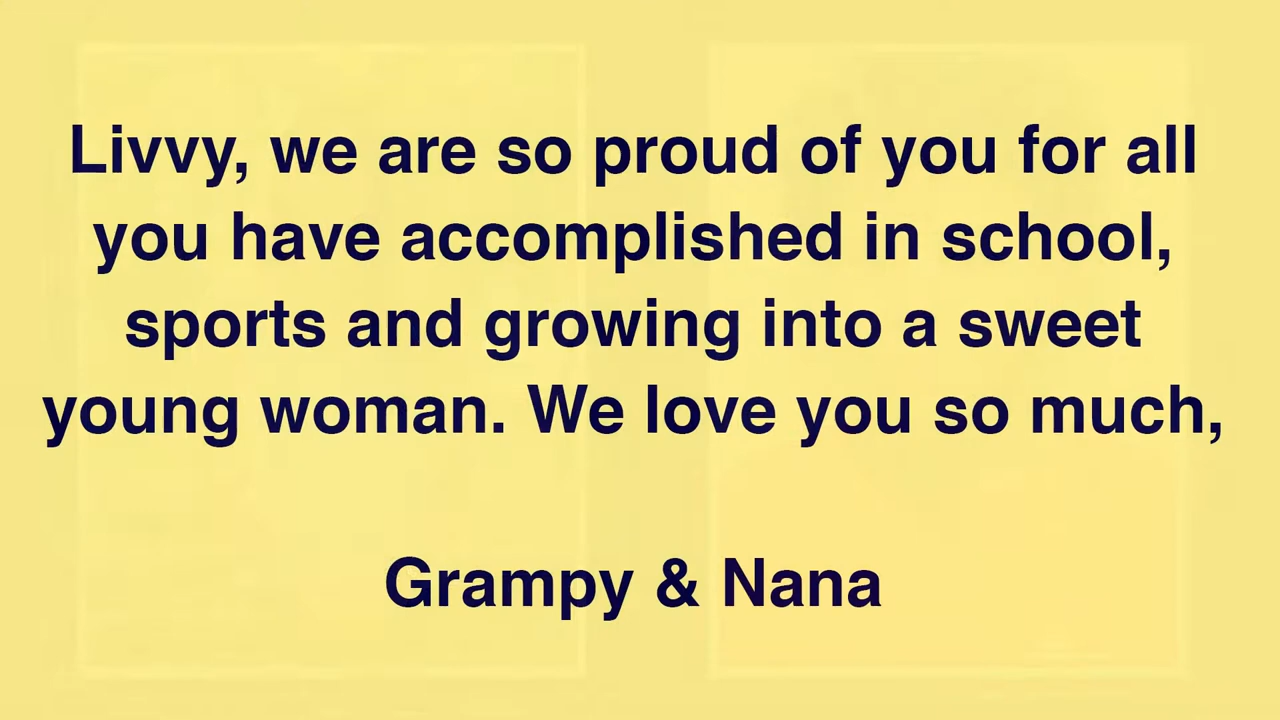 Livvy, we are so proud of you for all
you have accomplished in school,
sports and growing into a sweet
young woman. We love you so much,
Grampy & Nana